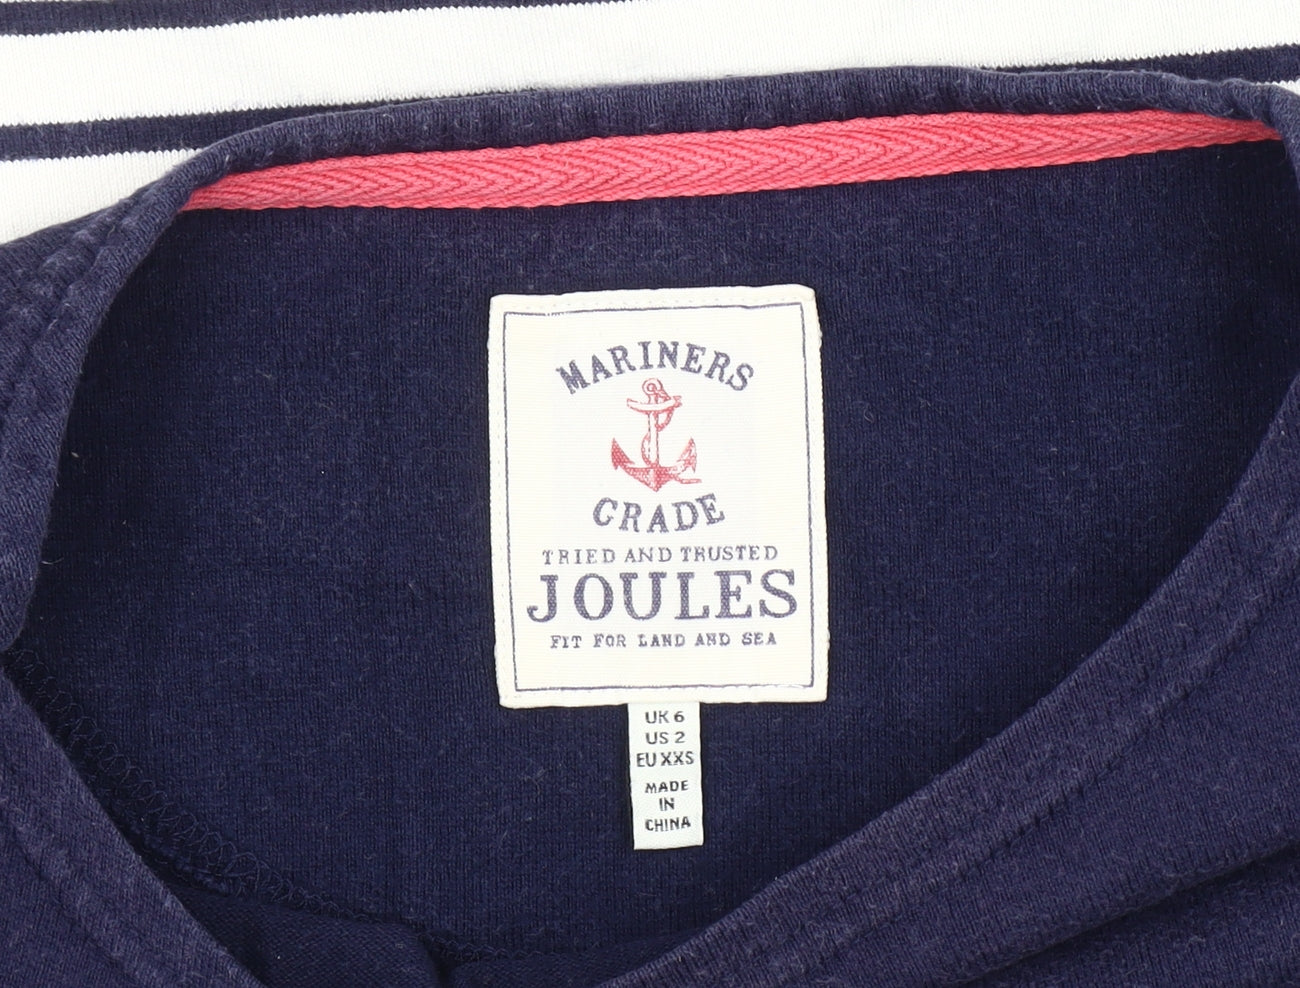 MARINERS
GRADE
TRIED AND TRUSTED
JOULES
FIT FOR LAND AND SEA
UK 6
US 2
EU XXS
MADE
IN
CHINA